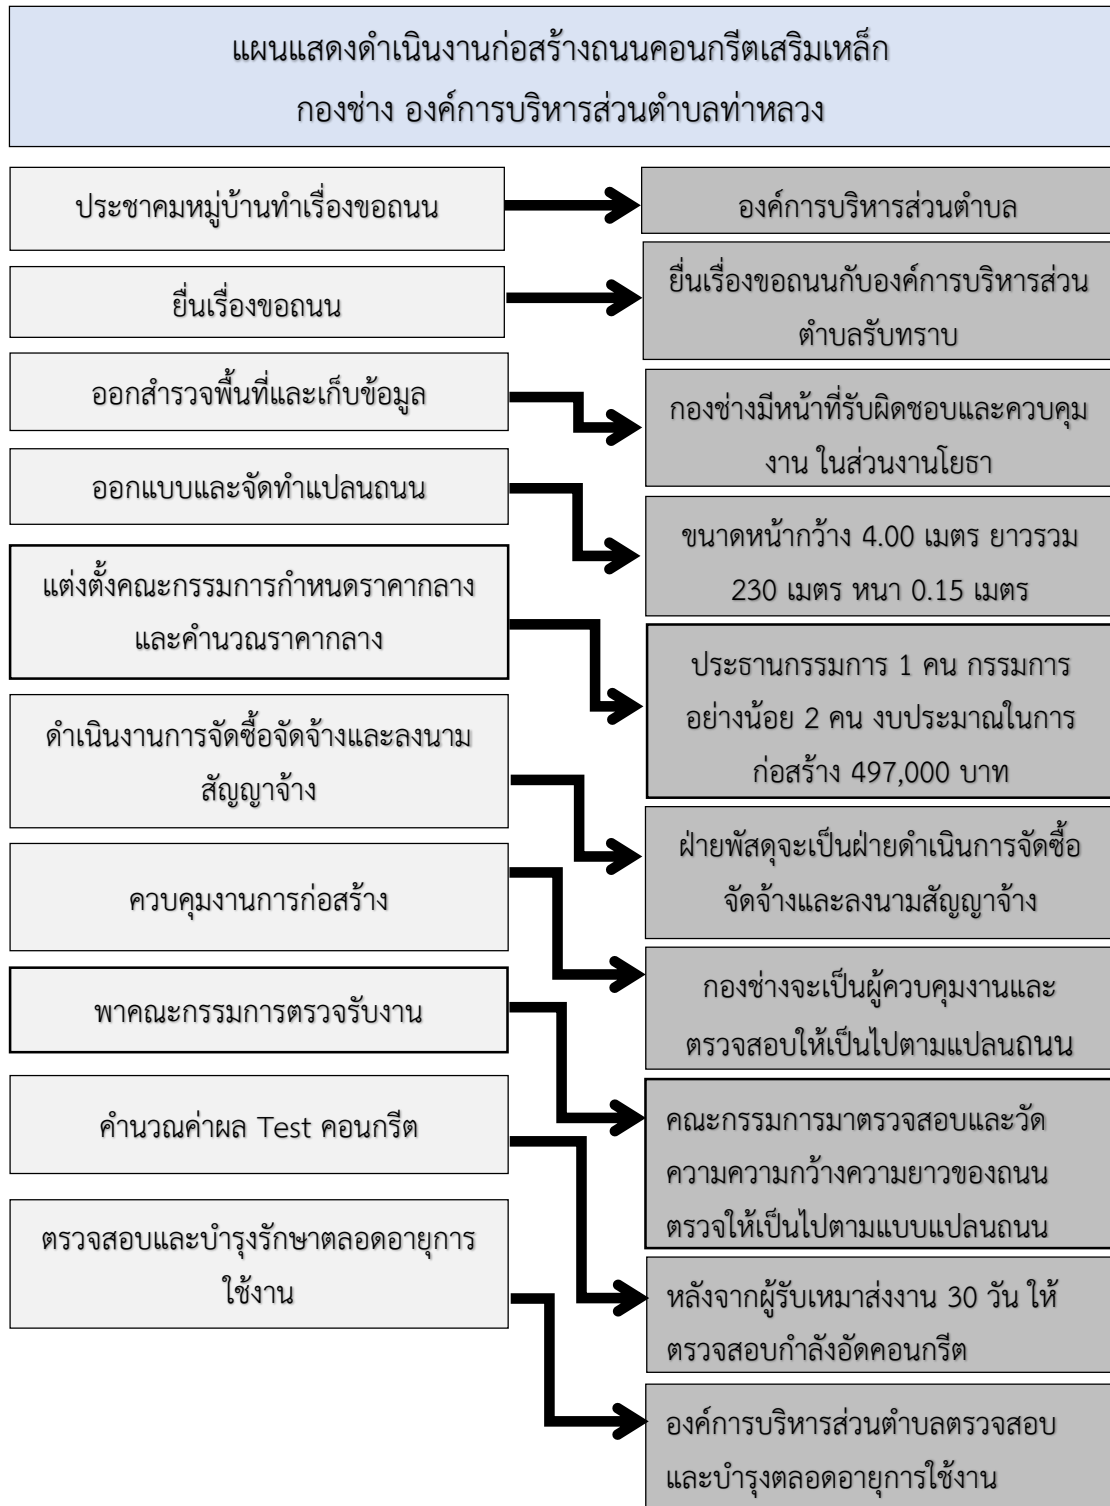 แผนแสดงดำเนินงานก่อสร้างถนนคอนกรีตเสริมเหล็ก
กองช่าง องค์การบริหารส่วนตำบลท่าหลวง
ประชาคมหมู่บ้านทำเรื่องขอถนน
องค์การบริหารส่วนตำบล
ยื่นเรื่องขอถนน
ยื่นเรื่องขอถนนกับองค์การบริหารส่วน
ตำบลรับทราบ
ออกสำรวจพื้นที่และเก็บข้อมูล
กองช่างมีหน้าที่รับผิดชอบและควบคุม
งาน ในส่วนงานโยธา
ออกแบบและจัดทำแปลนถนน
ขนาดหน้ากว้าง 4.00 เมตร ยาวรวม
230 เมตร หนา 0.15 เมตร
แต่งตั้งคณะกรรมการกำหนดราคากลาง
และคำนวณราคากลาง
ประธานกรรมการ 1 คน กรรมการ
อย่างน้อย 2 คน งบประมาณในการ
ก่อสร้าง 497,000 บาท
ดำเนินงานการจัดซื้อจัดจ้างและลงนาม
สัญญาจ้าง
ฝ่ายพัสดุจะเป็นฝ่ายดำเนินการจัดซื้อ
จัดจ้างและลงนามสัญญาจ้าง
ควบคุมงานการก่อสร้าง
กองช่างจะเป็นผู้ควบคุมงานและ
ตรวจสอบให้เป็นไปตามแปลนถนน
พาคณะกรรมการตรวจรับงาน
คณะกรรมการมาตรวจสอบและวัด
ความความกว้างความยาวของถนน
ตรวจให้เป็นไปตามแบบแปลนถนน
คำนวณค่าผล Test คอนกรีต
หลังจากผู้รับเหมาส่งงาน 30 วัน ให้
ตรวจสอบกำลังอัดคอนกรีต
ตรวจสอบและบำรุงรักษาตลอดอายุการ
ใช้งาน
องค์การบริหารส่วนตำบลตรวจสอบ
และบำรุงตลอดอายุการใช้งาน